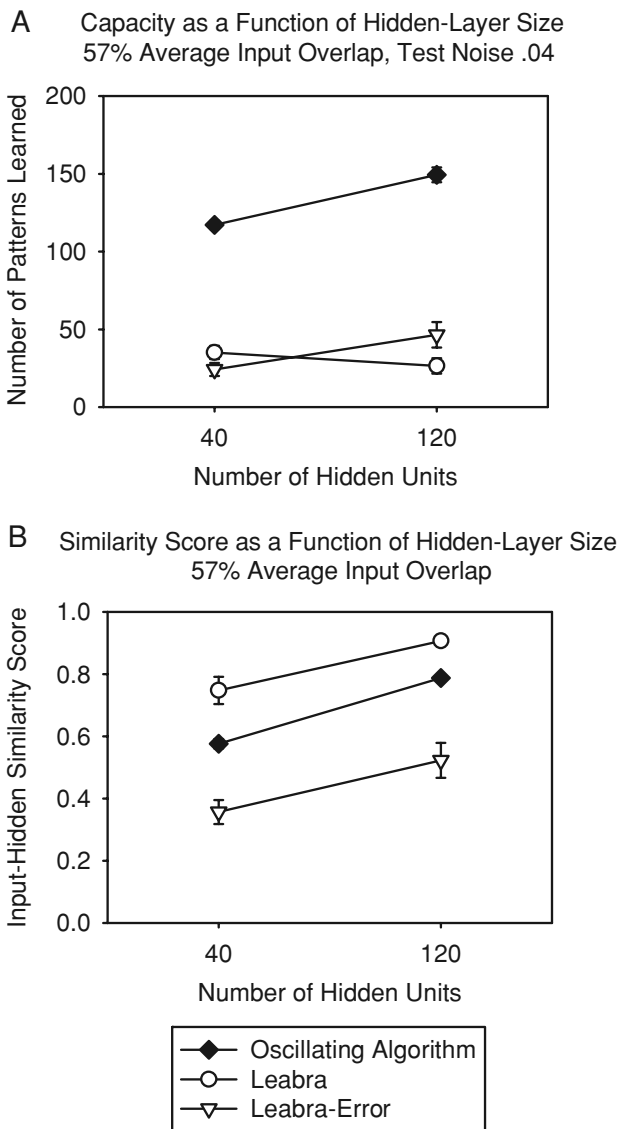 A Capacity as a Function of Hidden-Layer Size
57% Average Input Overlap, Test Noise .04
Number of Patterns Learned
200
150
100
50
0
40 120
Number of Hidden Units
B Similarity Score as a Function of Hidden-Layer Size
57% Average Input Overlap
Input-Hidden Similarity Score
1.0
0.8
0.6
0.4
0.2
0.0
40 120
Number of Hidden Units
Oscillating Algorithm
Leabra
Leabra-Error